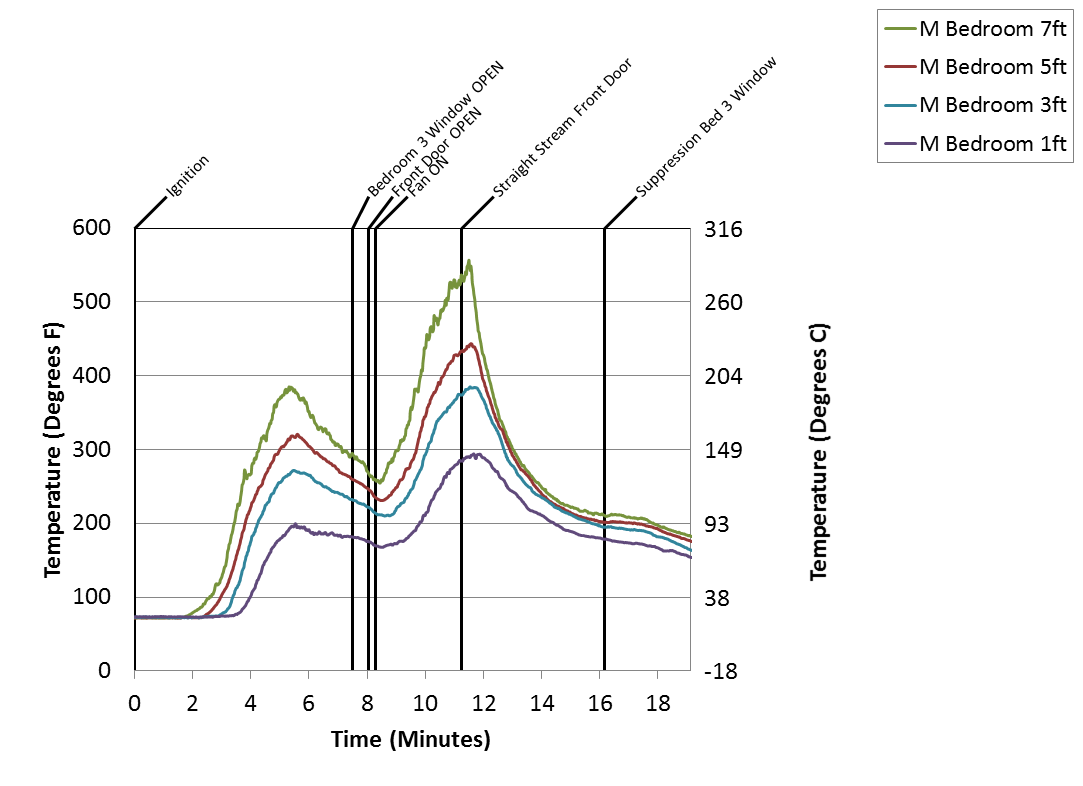 M Bedroom 7ft
M Bedroom 5ft
M Bedroom 3ft
M Bedroom 1ft
Ignition
Bedroom 3 Window OPEN
Front Door OPEN
Fan ON
Straight Stream Front Door
Suppression Bed 3 Window
600
500
400
300
200
100
0
Temperature (Degrees F)
316
260
204
149
93
38
-18
Temperature (Degrees C)
0 2 4 6 8 10 12 14 16 18
Time (Minutes)